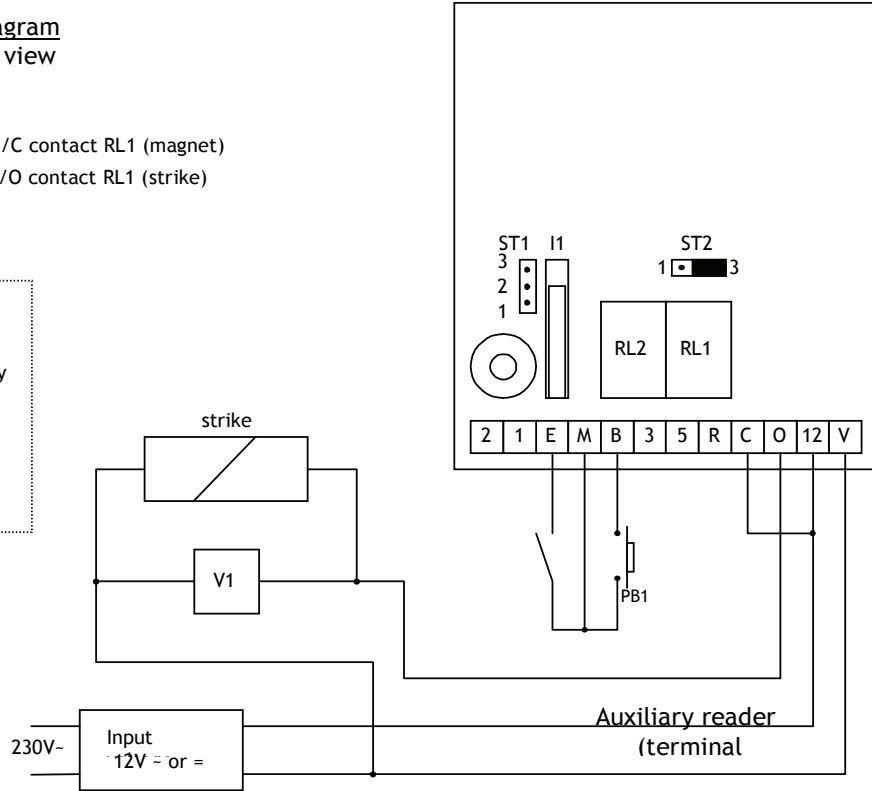 view
/C contact RL1 (magnet)
/O contact RL1 (strike)
ST1 I1 ST2
3
2
1
1 3
RL2 RL1
strike
2 1 E M B 3 5 R C O 12 V
V1
PB1
Auxiliary reader
(terminal
230V~
Input
12V ~ or =